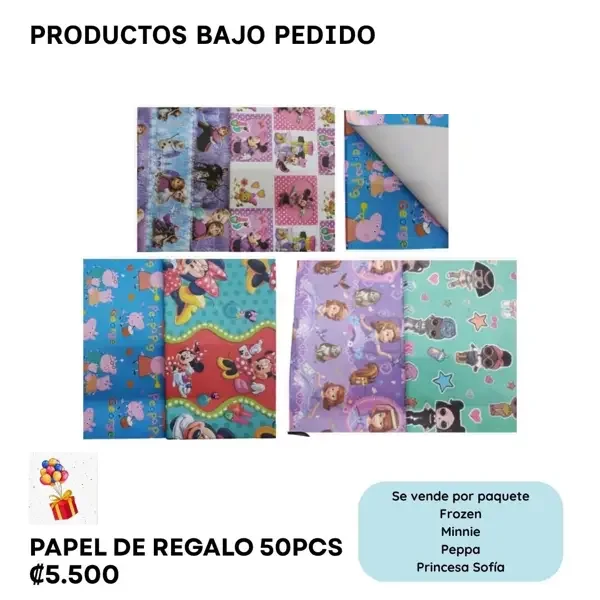 PRODUCTOS BAJO PEDIDO
Se vende por paquete
Frozen
Minnie
Peppa
Princesa Sofía
PAPEL DE REGALO 50PCS
₡5.500